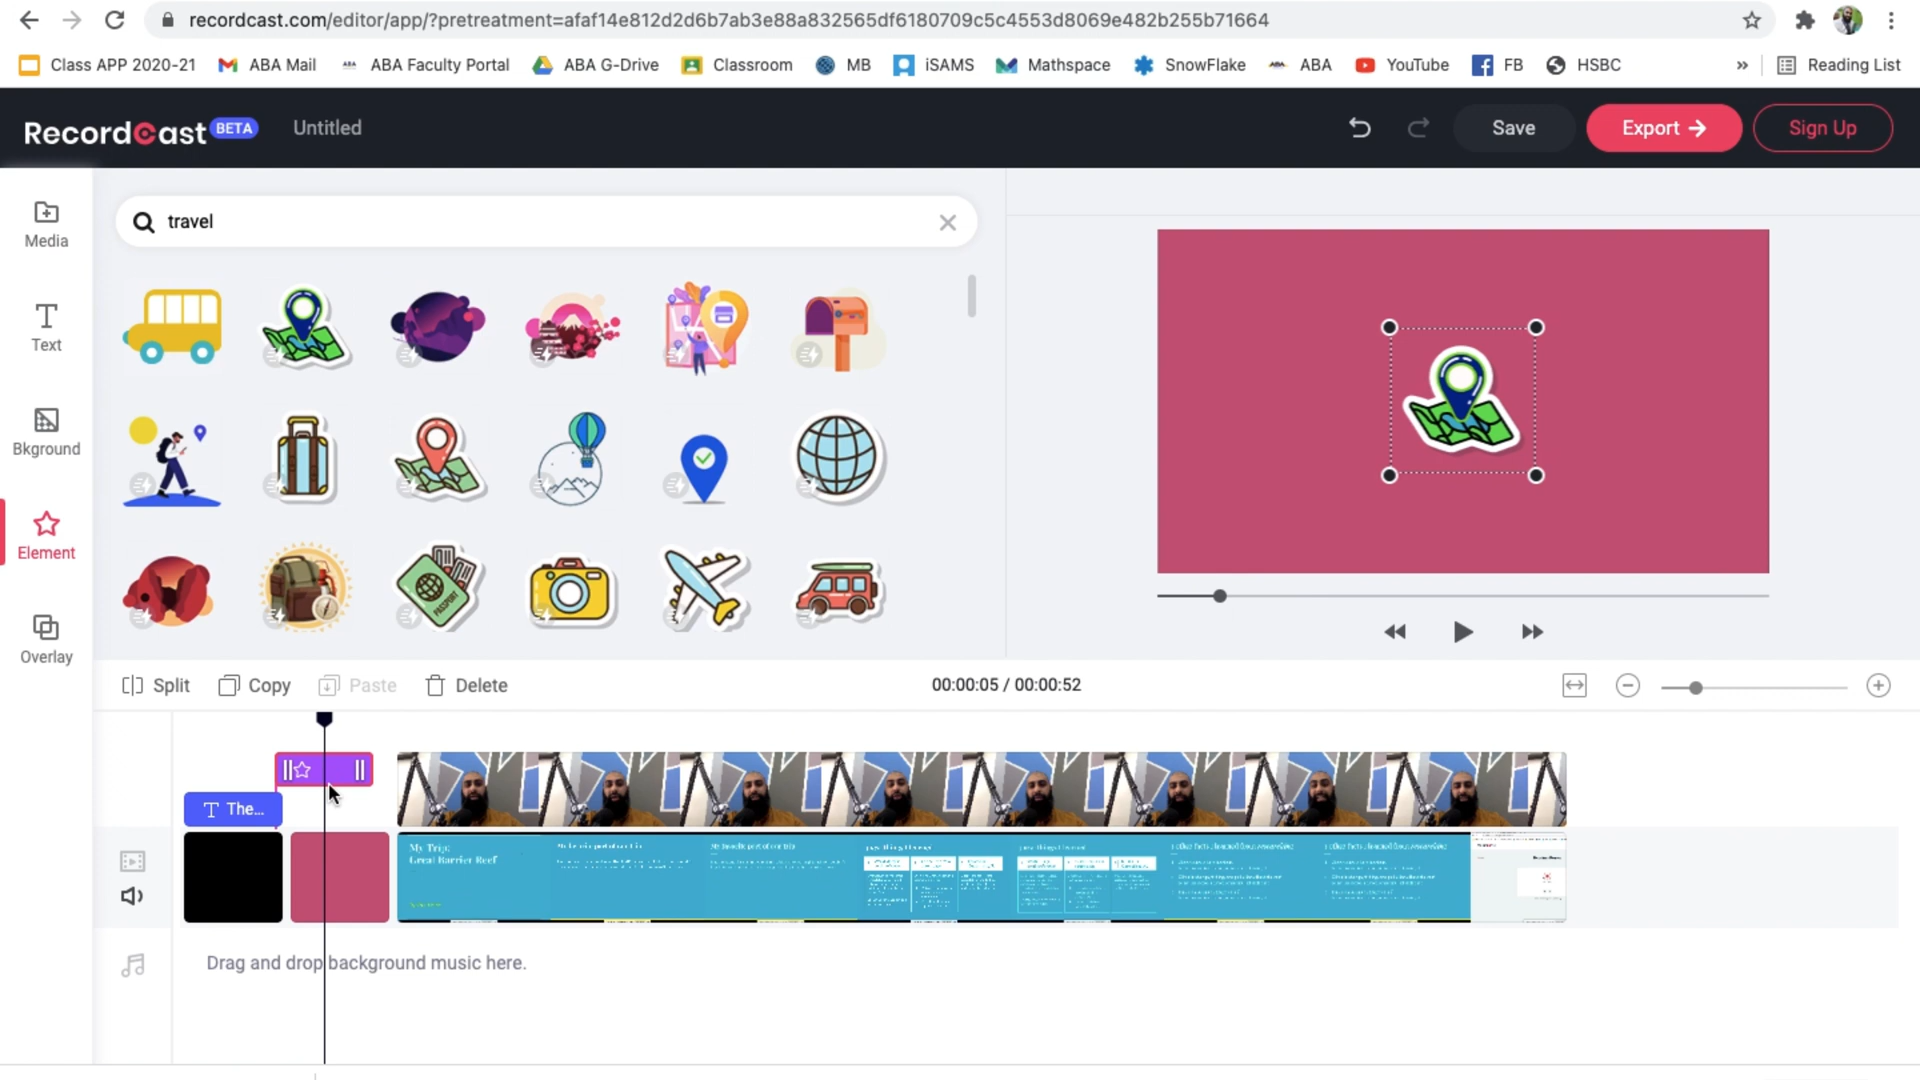 recordcast.com/editor/app/?pretreatment=afaf14e812d2d6b7ab3e88a832565df6180709c5c4553d8069e482b255b71664
Class APP 2020-21 ABA Mail ABA Faculty Portal ABA G-Drive Classroom MB iSAMS Mathspace SnowFlake ABA YouTube FB HSBC » Reading List
RecordCast BETA Untitled Save Export → Sign Up
travel
Media
Text
Bkground
Element
Overlay
PASSPORT
Split Copy Paste Delete 00:00:05 / 00:00:52
The...
My Trip:
Great Barrier Reef
Drag and drop background music here.